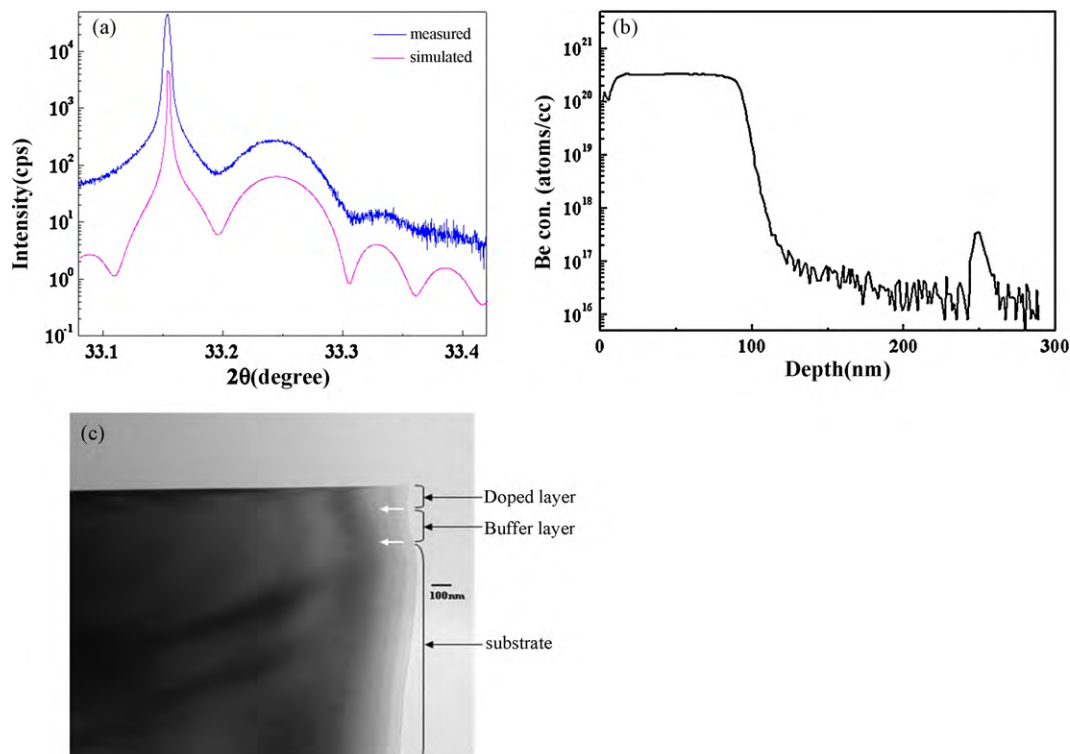 (a)
measured
simulated
10^4
10^3
10^2
10^1
10^0
10^-1
Intensity(cps)
33.1
33.2
33.3
33.4
2θ(degree)
(b)
10^21
10^20
10^19
10^18
10^17
10^16
Be con. (atoms/cc)
0
100
200
300
Depth(nm)
(c)
Doped layer
Buffer layer
100nm
substrate